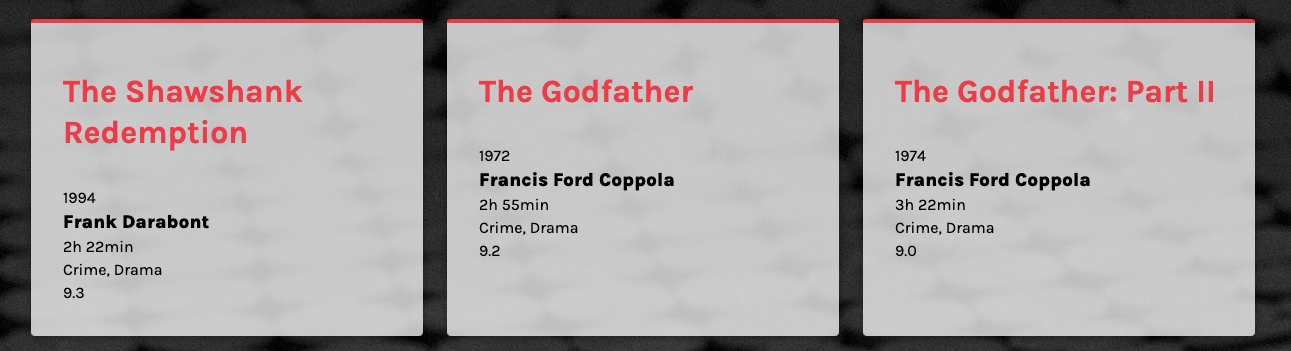 The Shawshank
Redemption
1994
Frank Darabont
2h 22min
Crime, Drama
9.3
The Godfather
1972
Francis Ford Coppola
2h 55min
Crime, Drama
9.2
The Godfather: Part II
1974
Francis Ford Coppola
3h 22min
Crime, Drama
9.0